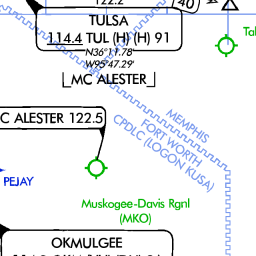 122.2
40
TULSA
114.4 TUL (H) (H) 91
N36°11.78'
W95°47.29'
MC ALESTER
MEMPHIS
FORT WORTH
CPDLC (LOGON KUSA)
C ALESTER 122.5
PEJAY
Muskogee-Davis Rgnl
(MKO)
OKMULGEE